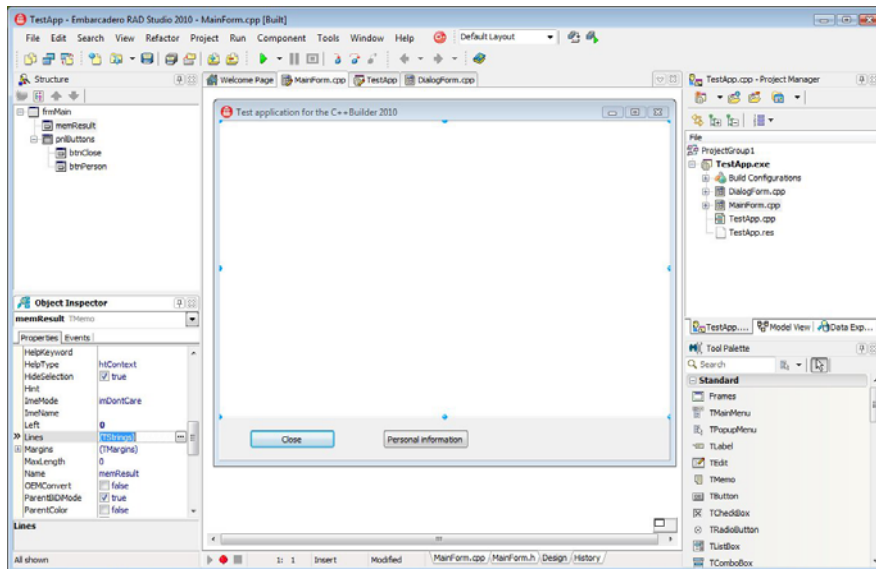 TestApp - Embarcadero RAD Studio 2010 - MainForm.cpp [Built]
File Edit Search View Refactor Project Run Component Tools Window Help Default Layout
Structure
frmMain
memResult
pnlButtons
btnClose
btnPerson
Object Inspector
memResult TMemo
Properties Events
HelpKeyword
HelpType htContext
HideSelection true
Hint
ImeMode imDontCare
ImeName
Left 0
Lines (TStrings)
Margins (TMargins)
MaxLength 0
Name memResult
OEMConvert false
ParentBiDiMode true
ParentColor false
Lines
All shown
Welcome Page MainForm.cpp TestApp DialogForm.cpp
Test application for the C++Builder 2010
Close Personal information
1: 1 Insert Modified MainForm.cpp MainForm.h Design History
TestApp.cpp - Project Manager
File
ProjectGroup1
TestApp.exe
Build Configurations
DialogForm.cpp
MainForm.cpp
TestApp.cpp
TestApp.res
TestApp.... Model View Data Exp...
Tool Palette
Search
Standard
Frames
TMainMenu
TPopupMenu
TLabel
TEdit
TMemo
TButton
TCheckBox
TRadioButton
TListBox
TComboBox